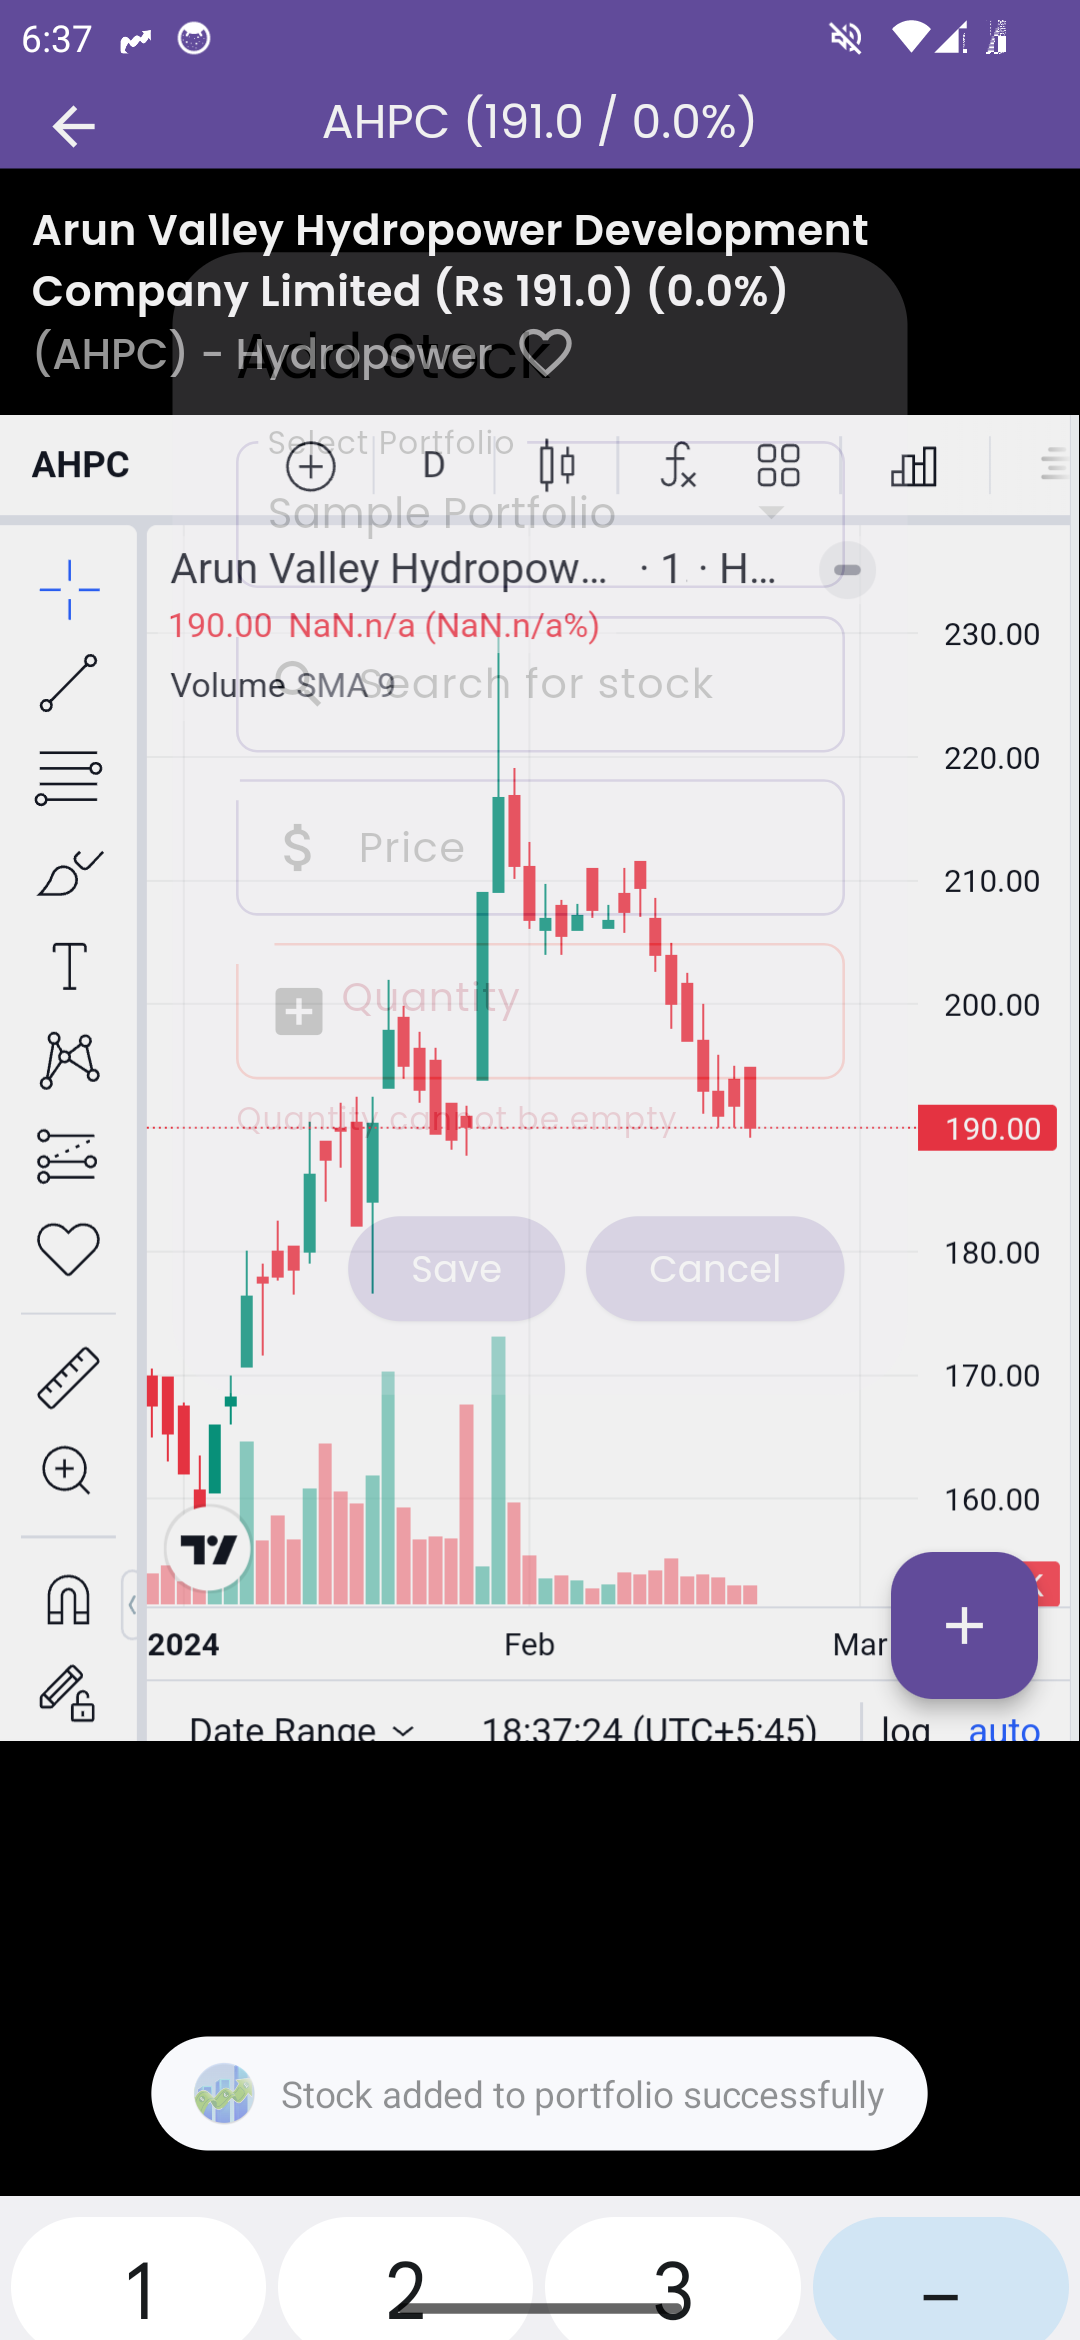 6:37
AHPC (191.0 / 0.0%)
Arun Valley Hydropower Development
Company Limited (Rs 191.0) (0.0%)
(AHPC) - Hydropower
Add Stock
Select Portfolio
AHPC
D
Sample Portfolio
Arun Valley Hydropow... · 1 · H...
190.00 NaN.n/a (NaN.n/a%)
Volume SMA 9
Search for stock
$ Price
Quantity
Quantity cannot be empty
Save
Cancel
230.00
220.00
210.00
200.00
190.00
180.00
170.00
160.00
K
2024
Feb
Mar
Date Range
18:37:24 (UTC+5:45)
log
auto
Stock added to portfolio successfully
1
2
3
–